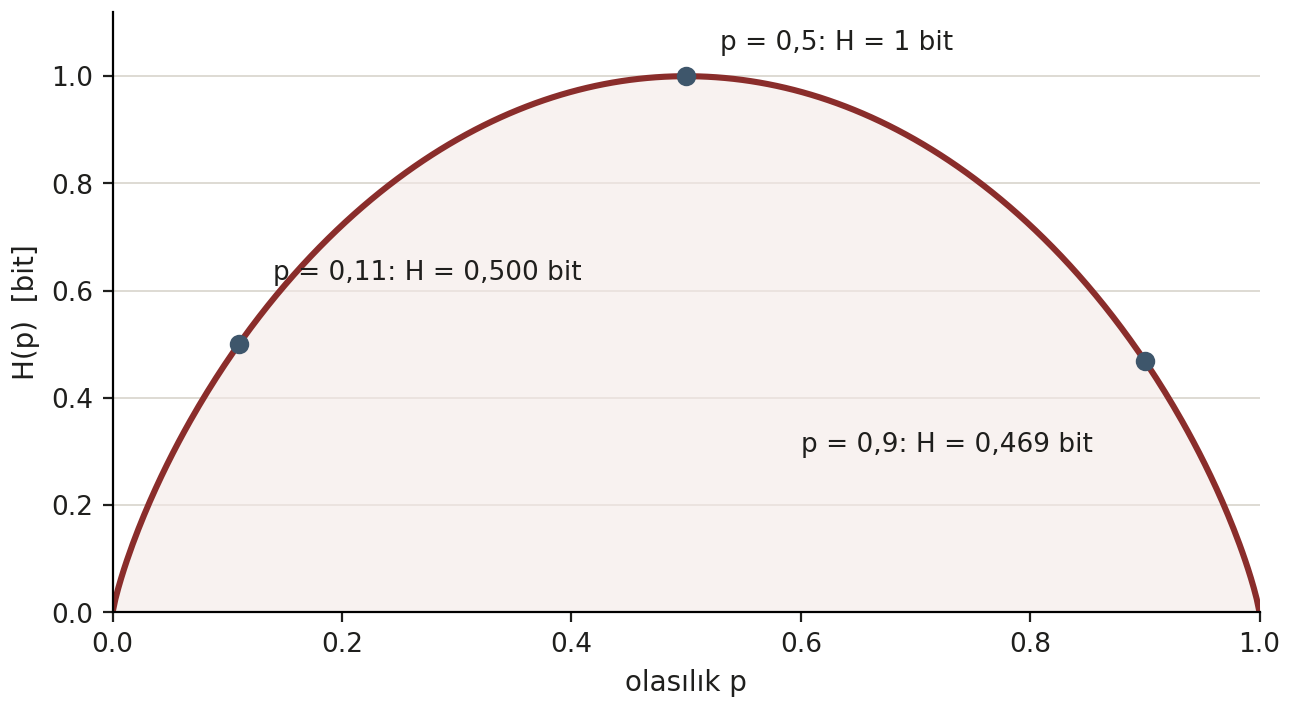 p = 0,5: H = 1 bit
1.0
0.8
p = 0,11: H = 0,500 bit
0.6
H(p) [bit]
0.4
p = 0,9: H = 0,469 bit
0.2
0.0
0.0 0.2 0.4 0.6 0.8 1.0
olasılık p